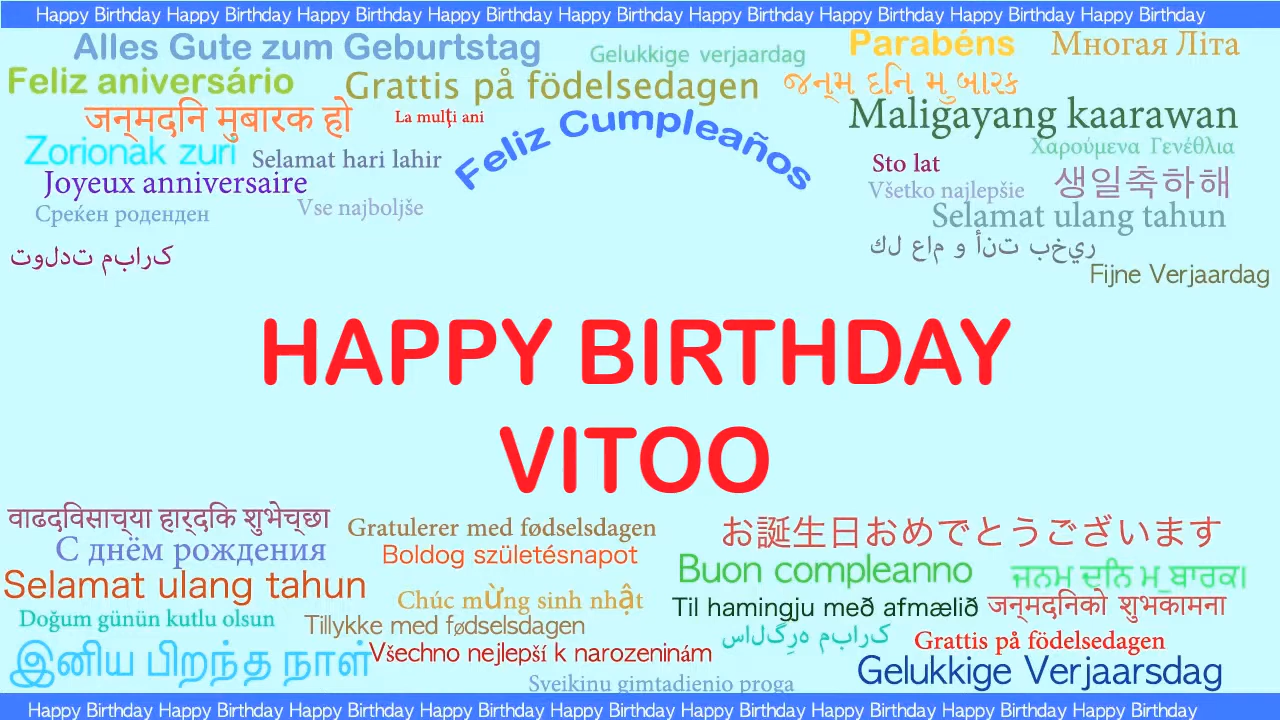 Happy Birthday Happy Birthday Happy Birthday Happy Birthday Happy Birthday Happy Birthday Happy Birthday Happy Birthday Happy Birthday
Alles Gute zum Geburtstag
Gelukkige verjaardag
Parabéns
Многая Літа
Feliz aniversário
Grattis på födelsedagen
જન્મ દિન મુબારક
जन्मदिन मुबारक हो
La mulţi ani
Feliz Cumpleaños
Maligayang kaarawan
Zorionak zuri
Selamat hari lahir
Sto lat
Χαρούμενα Γενέθλια
Joyeux anniversaire
Všetko najlepšie
생일축하해
Среќен роденден
Vse najboljše
Selamat ulang tahun
تولدت مبارک
كل عام و أنت بخير
Fijne Verjaardag
HAPPY BIRTHDAY
VITOO
वाढदिवसाच्या हार्दिक शुभेच्छा
Gratulerer med fødselsdagen
お誕生日おめでとうございます
С днём рождения
Boldog születésnapot
Buon compleanno
ਜਨਮ ਦਿਨ ਮੁਬਾਰਕ।
Selamat ulang tahun
Chúc mừng sinh nhật
Til hamingju með afmælið
जन्मदिनको शुभकामना
Doğum günün kutlu olsun
Tillykke med fødselsdagen
سالگرہ مبارک
Grattis på födelsedagen
இனிய பிறந்த நாள்
Všechno nejlepší k narozeninám
Gelukkige Verjaarsdag
Sveikinu gimtadienio proga
Happy Birthday Happy Birthday Happy Birthday Happy Birthday Happy Birthday Happy Birthday Happy Birthday Happy Birthday Happy Birthday